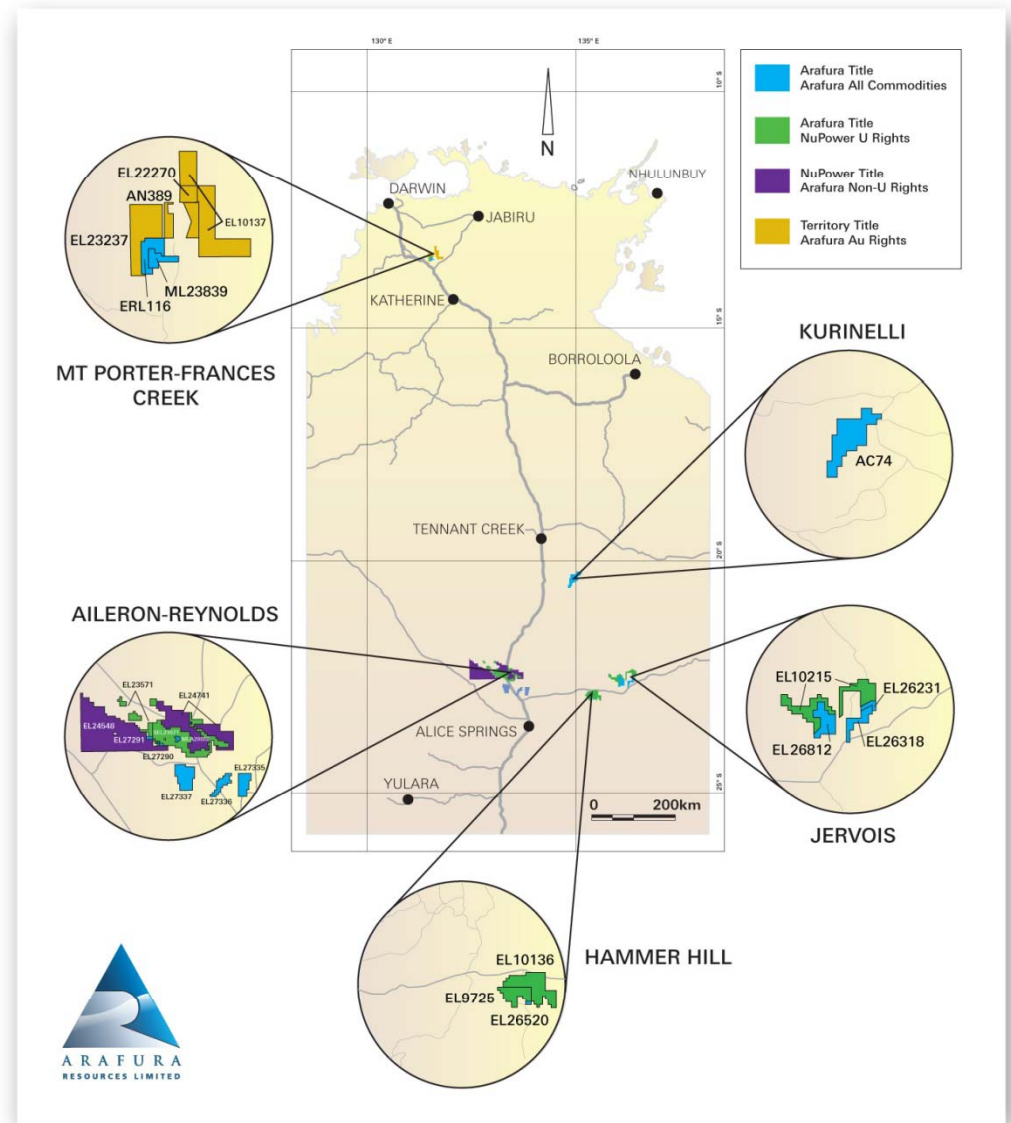 130° E
135° E
10° S
15° S
20° S
25° S
N
Arafura Title
Arafura All Commodities
Arafura Title
NuPower U Rights
NuPower Title
Arafura Non-U Rights
Territory Title
Arafura Au Rights
DARWIN
JABIRU
NHULUNBUY
KATHERINE
BORROLOOLA
TENNANT CREEK
ALICE SPRINGS
YULARA
0 200km
EL22270
AN389
EL10137
EL23237
ML23839
ERL116
MT PORTER-FRANCES
CREEK
KURINELLI
AC74
AILERON-REYNOLDS
EL23571
EL24741
EL24548
EL27291
EL27290
EL27335
EL27337
EL27336
EL10215
EL26231
EL26812
EL26318
JERVOIS
HAMMER HILL
EL10136
EL9725
EL26520
ARAFURA
RESOURCES LIMITED